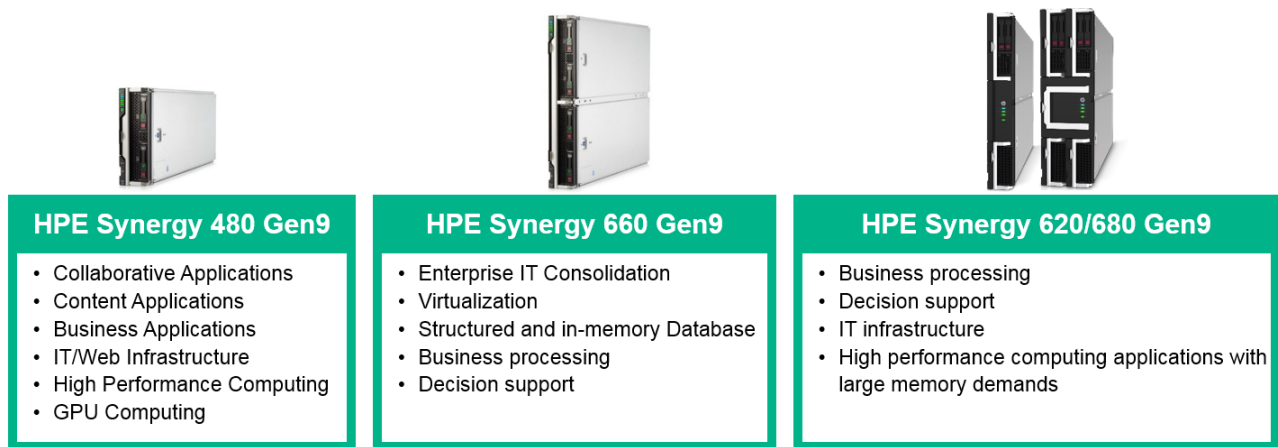 HPE Synergy 480 Gen9
• Collaborative Applications
• Content Applications
• Business Applications
• IT/Web Infrastructure
• High Performance Computing
• GPU Computing
HPE Synergy 660 Gen9
• Enterprise IT Consolidation
• Virtualization
• Structured and in-memory Database
• Business processing
• Decision support
HPE Synergy 620/680 Gen9
• Business processing
• Decision support
• IT infrastructure
• High performance computing applications with
large memory demands